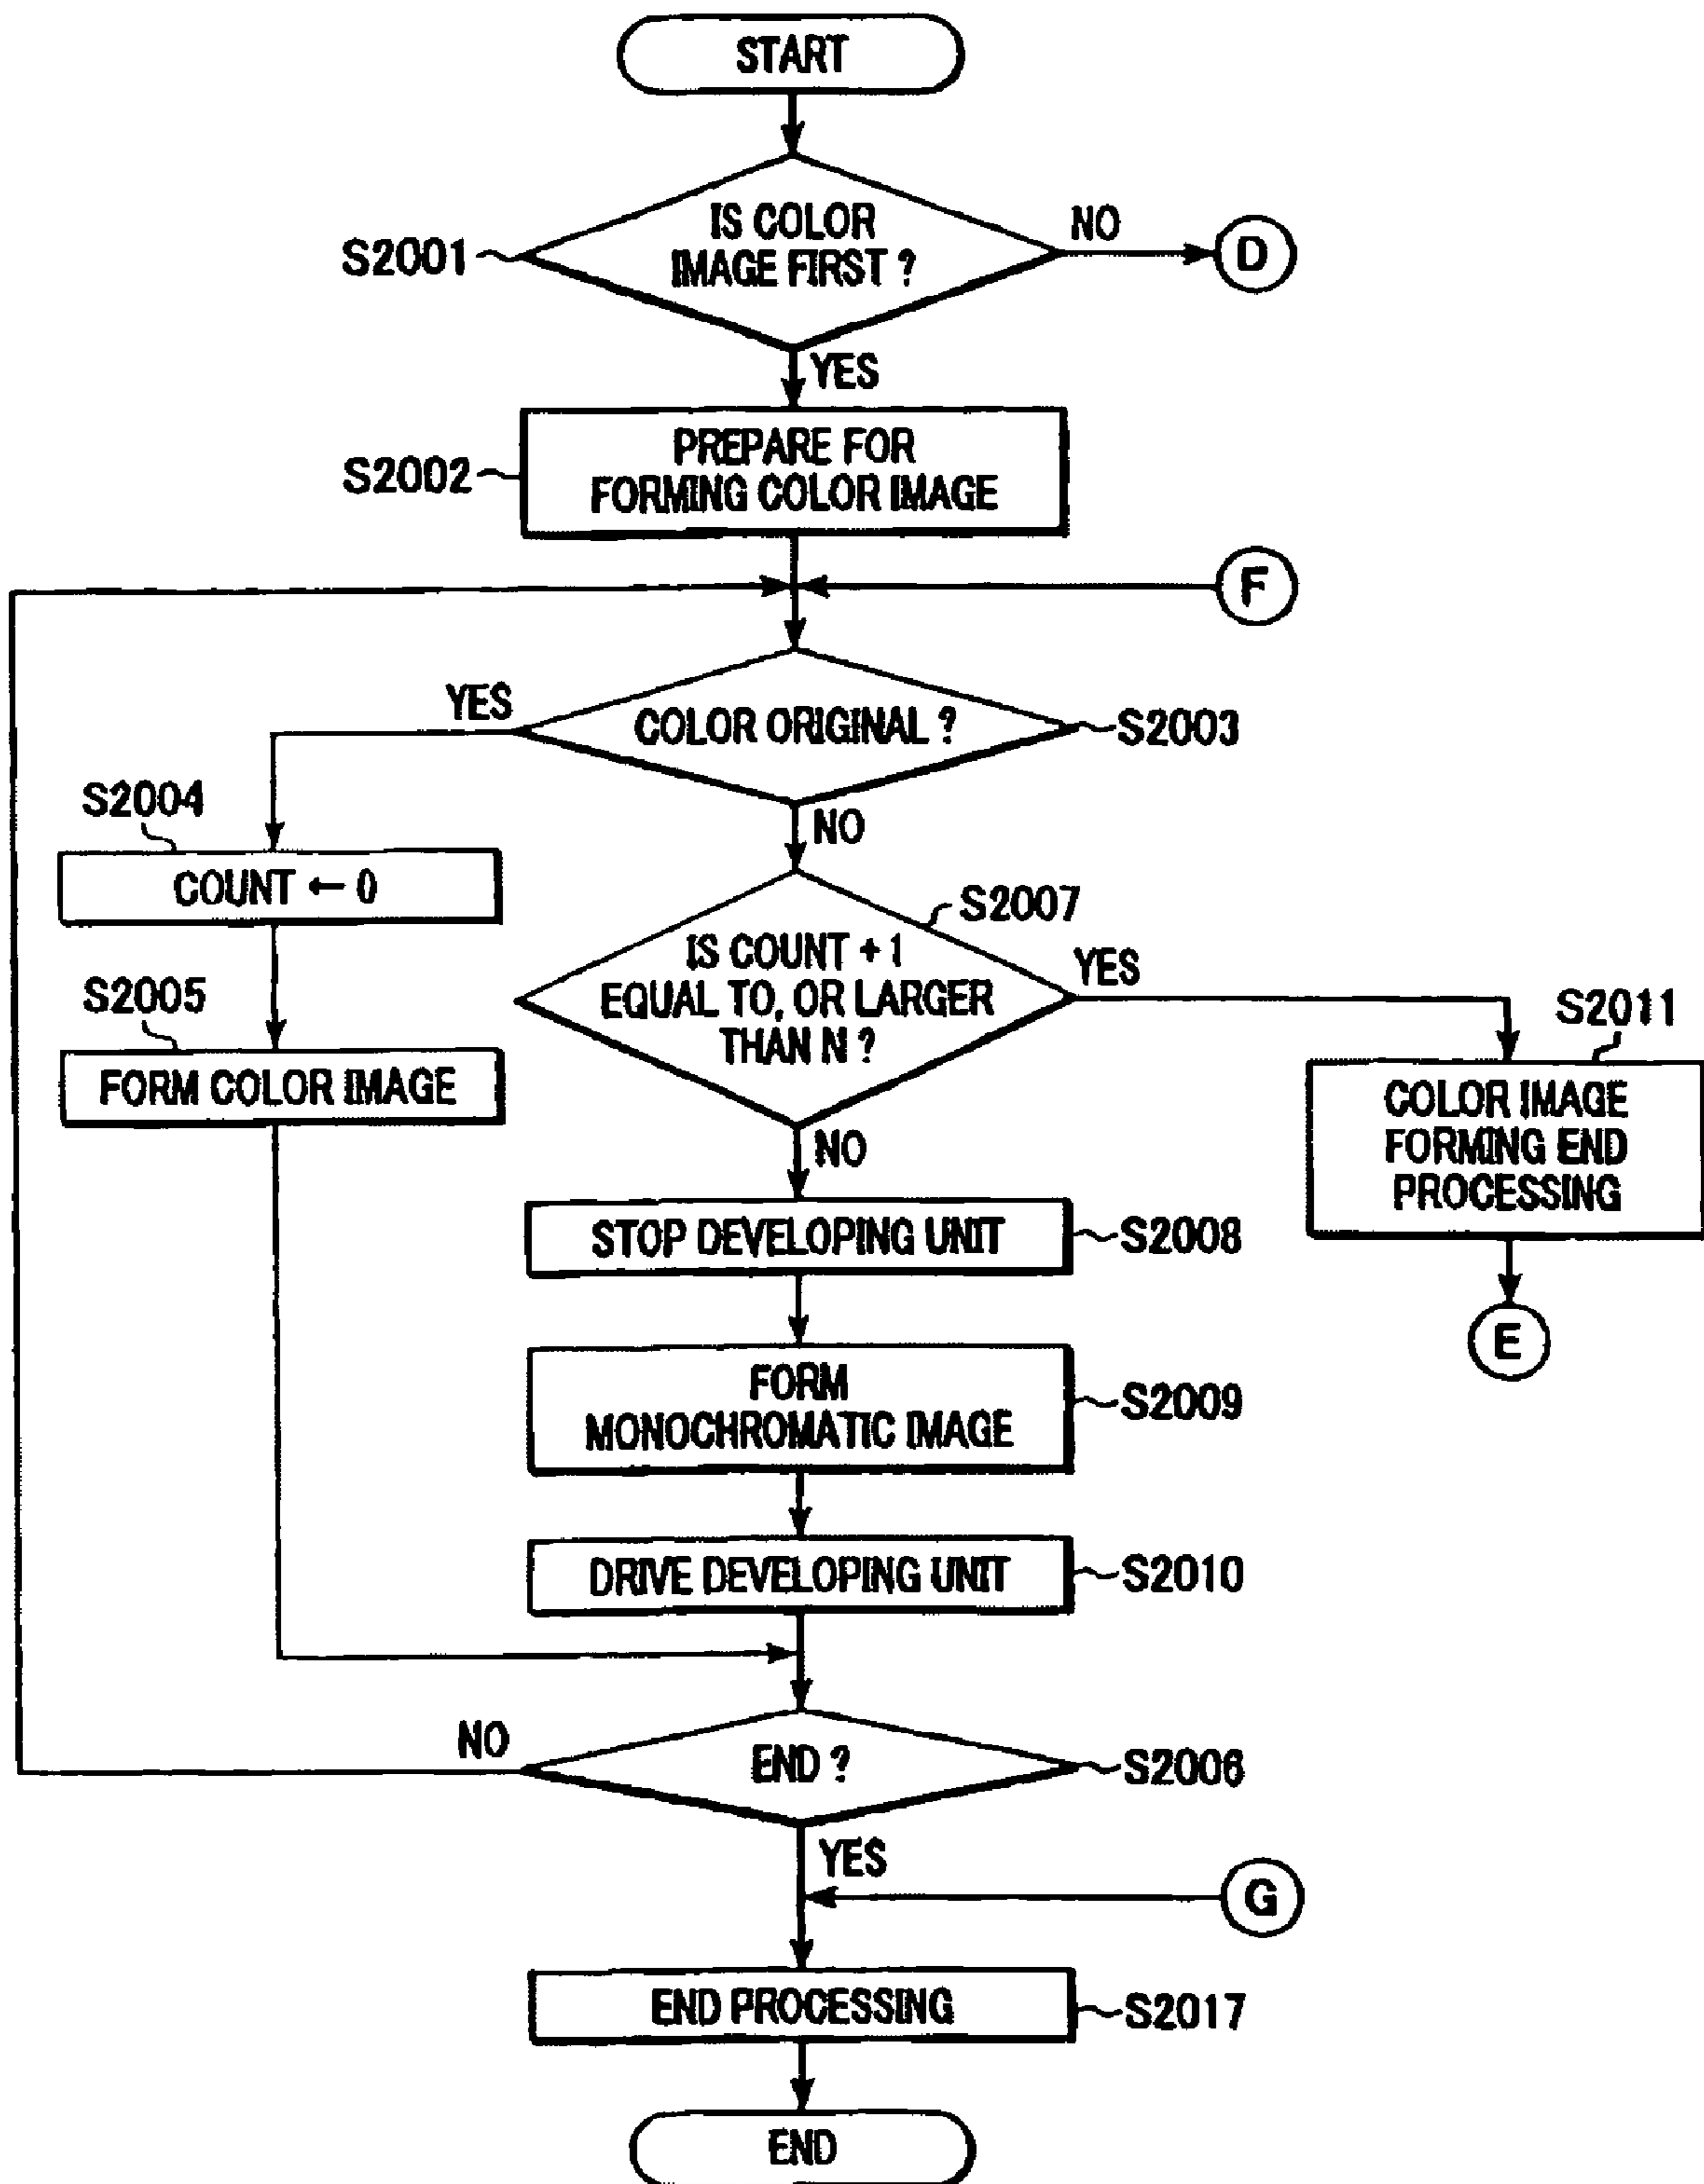 START
IS COLOR
IMAGE FIRST ?
S2001
NO
D
YES
PREPARE FOR
FORMING COLOR IMAGE
S2002
F
YES
COLOR ORIGINAL ?
S2003
S2004
NO
COUNT ← 0
S2007
IS COUNT + 1
EQUAL TO, OR LARGER
THAN N ?
YES
S2005
FORM COLOR IMAGE
S2011
COLOR IMAGE
FORMING END
PROCESSING
NO
STOP DEVELOPING UNIT
S2008
E
FORM
MONOCHROMATIC IMAGE
S2009
DRIVE DEVELOPING UNIT
S2010
NO
END ?
S2006
YES
G
END PROCESSING
S2017
END